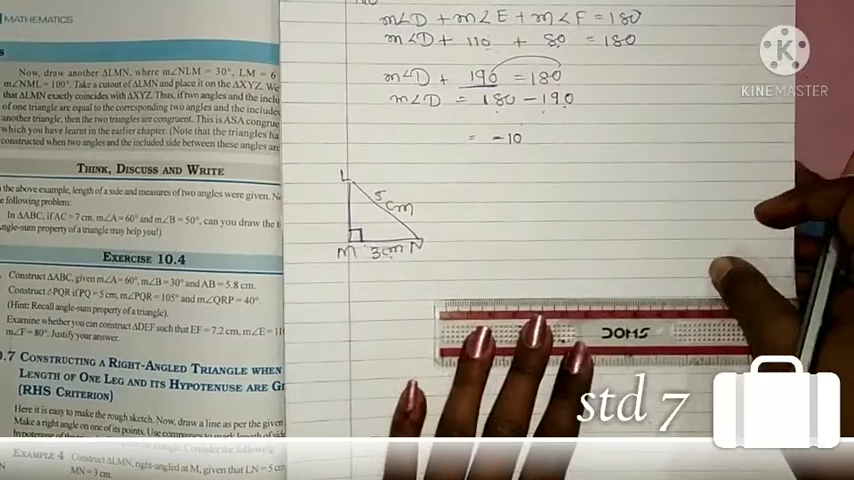 MATHEMATICS
Now, draw another ΔLMN, where m∠NLM = 30°, LM = 6
m∠NML = 100°. Take a cutout of ΔLMN and place it on the ΔXYZ. We
that ΔLMN exactly coincides with ΔXYZ. Thus, if two angles and the inclu
of one triangle are equal to the corresponding two angles and the included
another triangle, then the two triangles are congruent. This is ASA congrue
which you have learnt in the earlier chapter. (Note that the triangles ha
constructed when two angles and the included side between these angles are
THINK, DISCUSS AND WRITE
the above example, length of a side and measures of two angles were given. No
he following problem:
In ΔABC, if AC = 7 cm, m∠A = 60° and m∠B = 50°, can you draw the
ngle-sum property of a triangle may help you!)
EXERCISE 10.4
Construct ΔABC, given m∠A = 60°, m∠B = 30° and AB = 5.8 cm.
Construct ΔPQR if PQ = 5 cm, m∠PQR = 105° and m∠QRP = 40°.
(Hint: Recall angle-sum property of a triangle).
Examine whether you can construct ΔDEF such that EF = 7.2 cm, m∠E = 11
m∠F = 80°. Justify your answer.
0.7 CONSTRUCTING A RIGHT-ANGLED TRIANGLE WHEN
LENGTH OF ONE LEG AND ITS HYPOTENUSE ARE G
(RHS CRITERION)
Here it is easy to make the rough sketch. Now, draw a line as per the given
Make a right angle on one of its points. Use compasses to mark length of side
EXAMPLE 4 Construct ΔLMN, right-angled at M, given that LN = 5 cm
MN = 3 cm.
m∠D + m∠E + m∠F = 180
m∠D + 110 + 80 = 180
m∠D + 190 = 180
m∠D = 180 - 190
= -10
L
5 cm
M 3cm N
DOMS
K
KINEMASTER
std 7